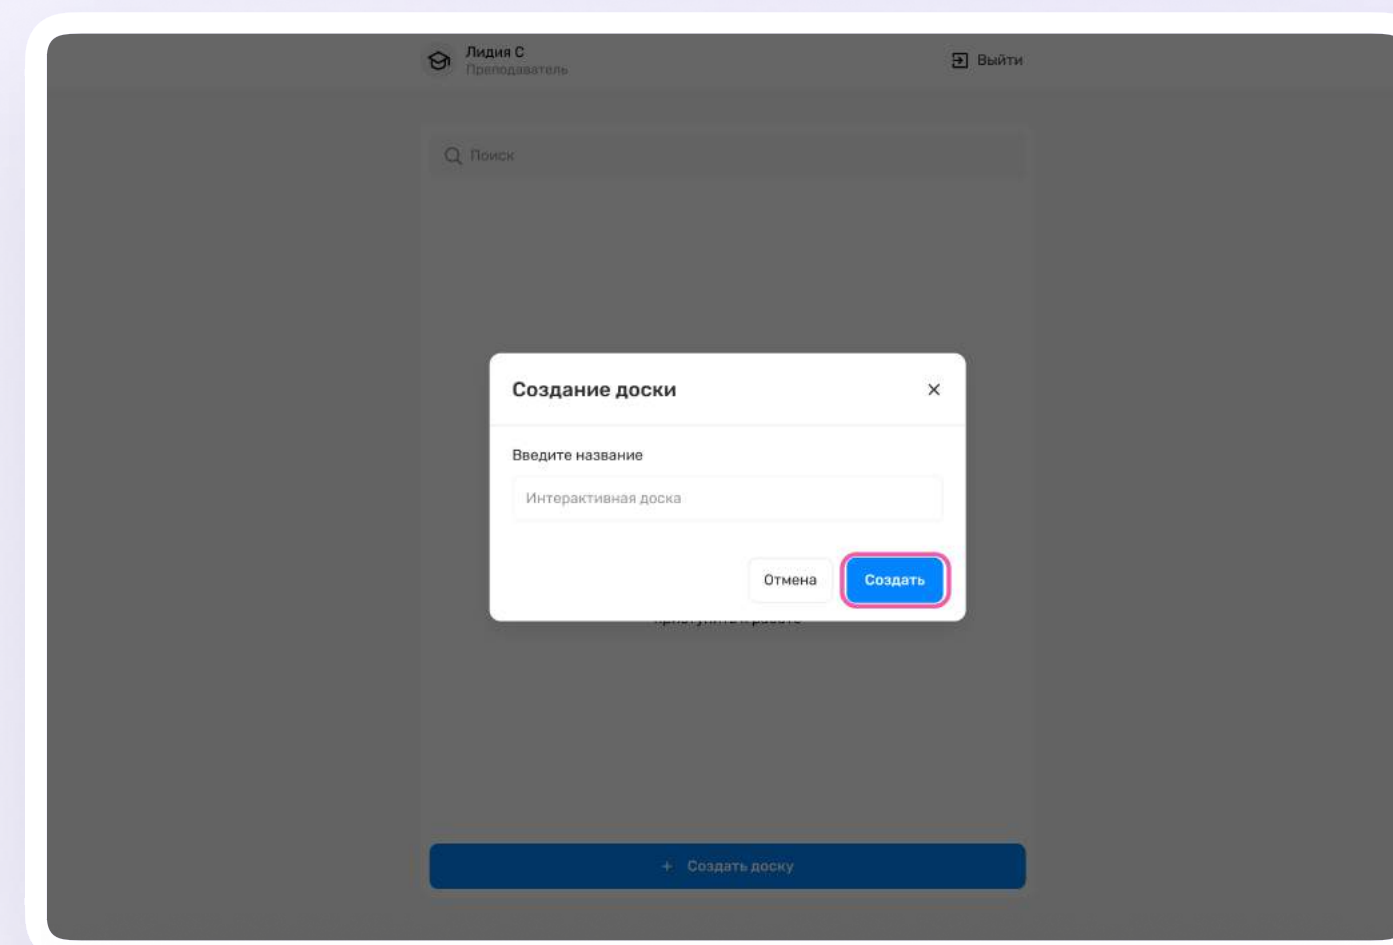 Лидия С
Преподаватель
Выйти
Поиск
Создание доски
Введите название
Интерактивная доска
Отмена
Создать
+ Создать доску